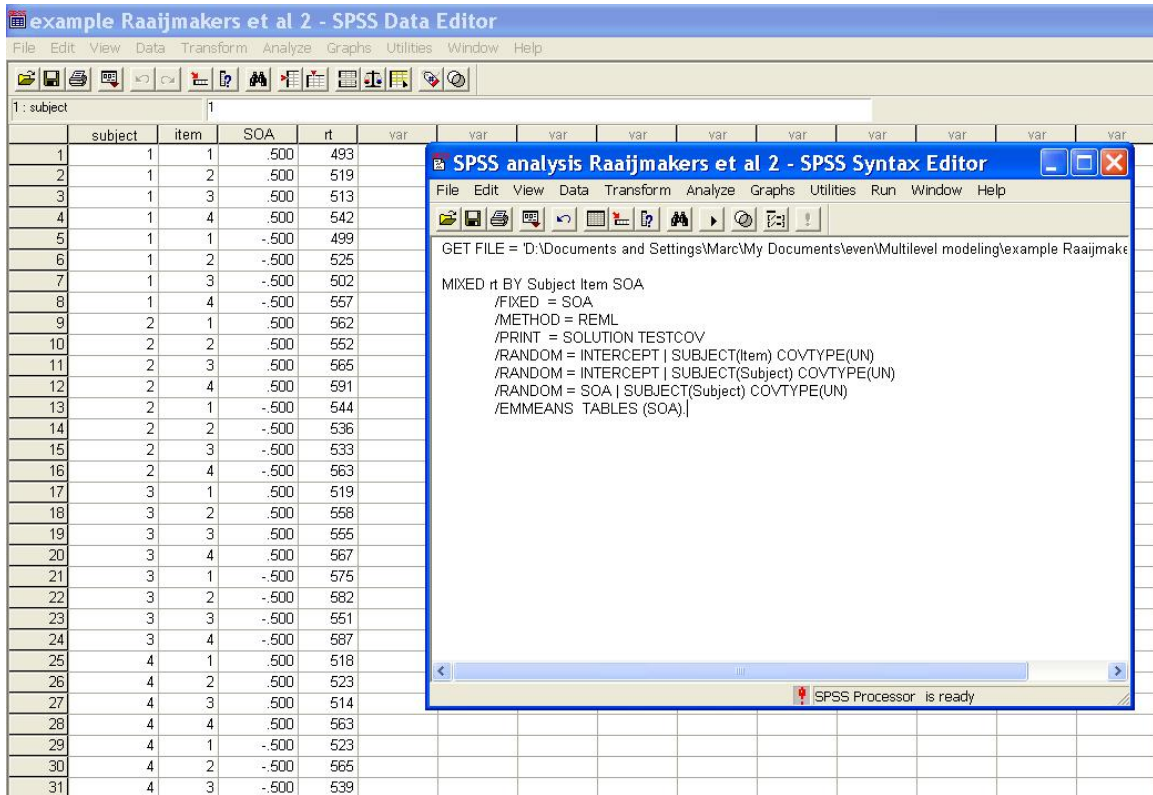 example Raaijmakers et al 2 - SPSS Data Editor
File Edit View Data Transform Analyze Graphs Utilities Window Help
1 : subject 1
subject item SOA rt var var var var var var var var var var
1 1 1 .500 493
2 1 2 .500 519
3 1 3 .500 513
4 1 4 .500 542
5 1 1 -.500 499
6 1 2 -.500 525
7 1 3 -.500 502
8 1 4 -.500 557
9 2 1 .500 562
10 2 2 .500 552
11 2 3 .500 565
12 2 4 .500 591
13 2 1 -.500 544
14 2 2 -.500 536
15 2 3 -.500 533
16 2 4 -.500 563
17 3 1 .500 519
18 3 2 .500 558
19 3 3 .500 555
20 3 4 .500 567
21 3 1 -.500 575
22 3 2 -.500 582
23 3 3 -.500 551
24 3 4 -.500 587
25 4 1 .500 518
26 4 2 .500 523
27 4 3 .500 514
28 4 4 .500 563
29 4 1 -.500 523
30 4 2 -.500 565
31 4 3 -.500 539
SPSS analysis Raaijmakers et al 2 - SPSS Syntax Editor
File Edit View Data Transform Analyze Graphs Utilities Run Window Help
GET FILE = 'D:\Documents and Settings\Marc\My Documents\even\Multilevel modeling\example Raaijmake
MIXED rt BY Subject Item SOA
/FIXED = SOA
/METHOD = REML
/PRINT = SOLUTION TESTCOV
/RANDOM = INTERCEPT | SUBJECT(Item) COVTYPE(UN)
/RANDOM = INTERCEPT | SUBJECT(Subject) COVTYPE(UN)
/RANDOM = SOA | SUBJECT(Subject) COVTYPE(UN)
/EMMEANS TABLES (SOA).
SPSS Processor is ready